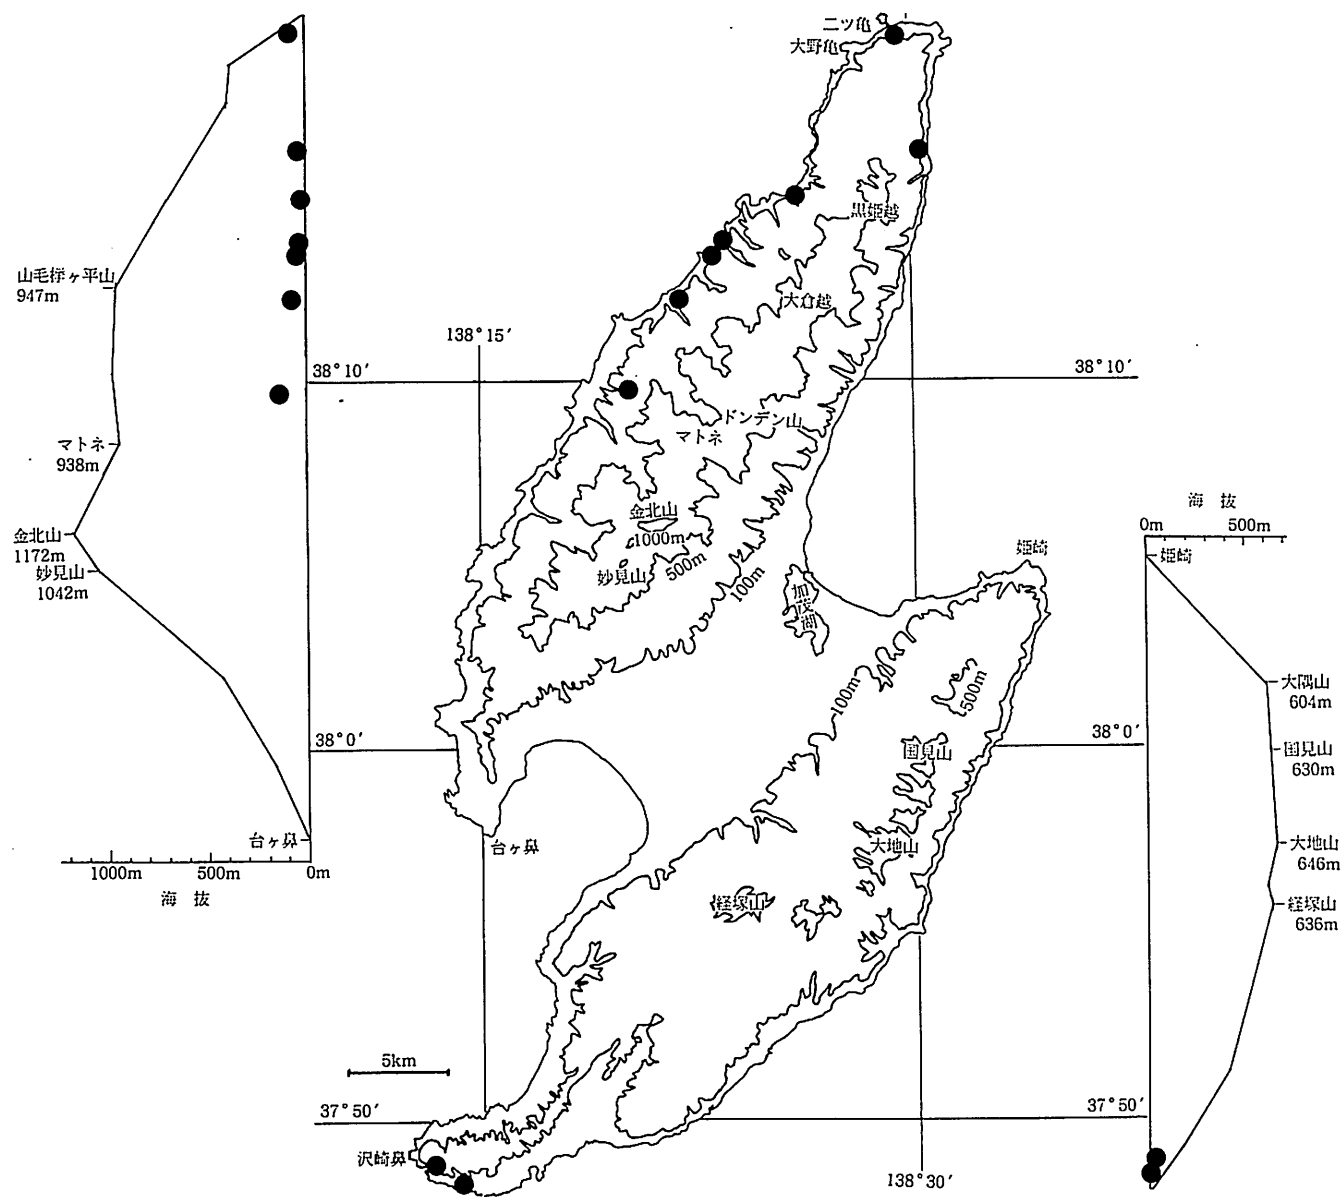 二ツ亀
大野亀
黒姫越
大倉越
山毛榉ヶ平山
947m
138°15′
38°10′
38°10′
ドンデン山
マトネ
マトネ
938m
金北山
1000m
金北山
1172m
妙見山
1042m
妙見山
500m
100m
加茂湖
姫崎
海 抜
0m 500m
姫崎
大隅山
604m
100m
500m
国見山
国見山
630m
38°0′
38°0′
台ヶ鼻
台ヶ鼻
1000m 500m 0m
海 抜
大地山
大地山
646m
経塚山
経塚山
636m
5km
37°50′
37°50′
沢崎鼻
138°30′